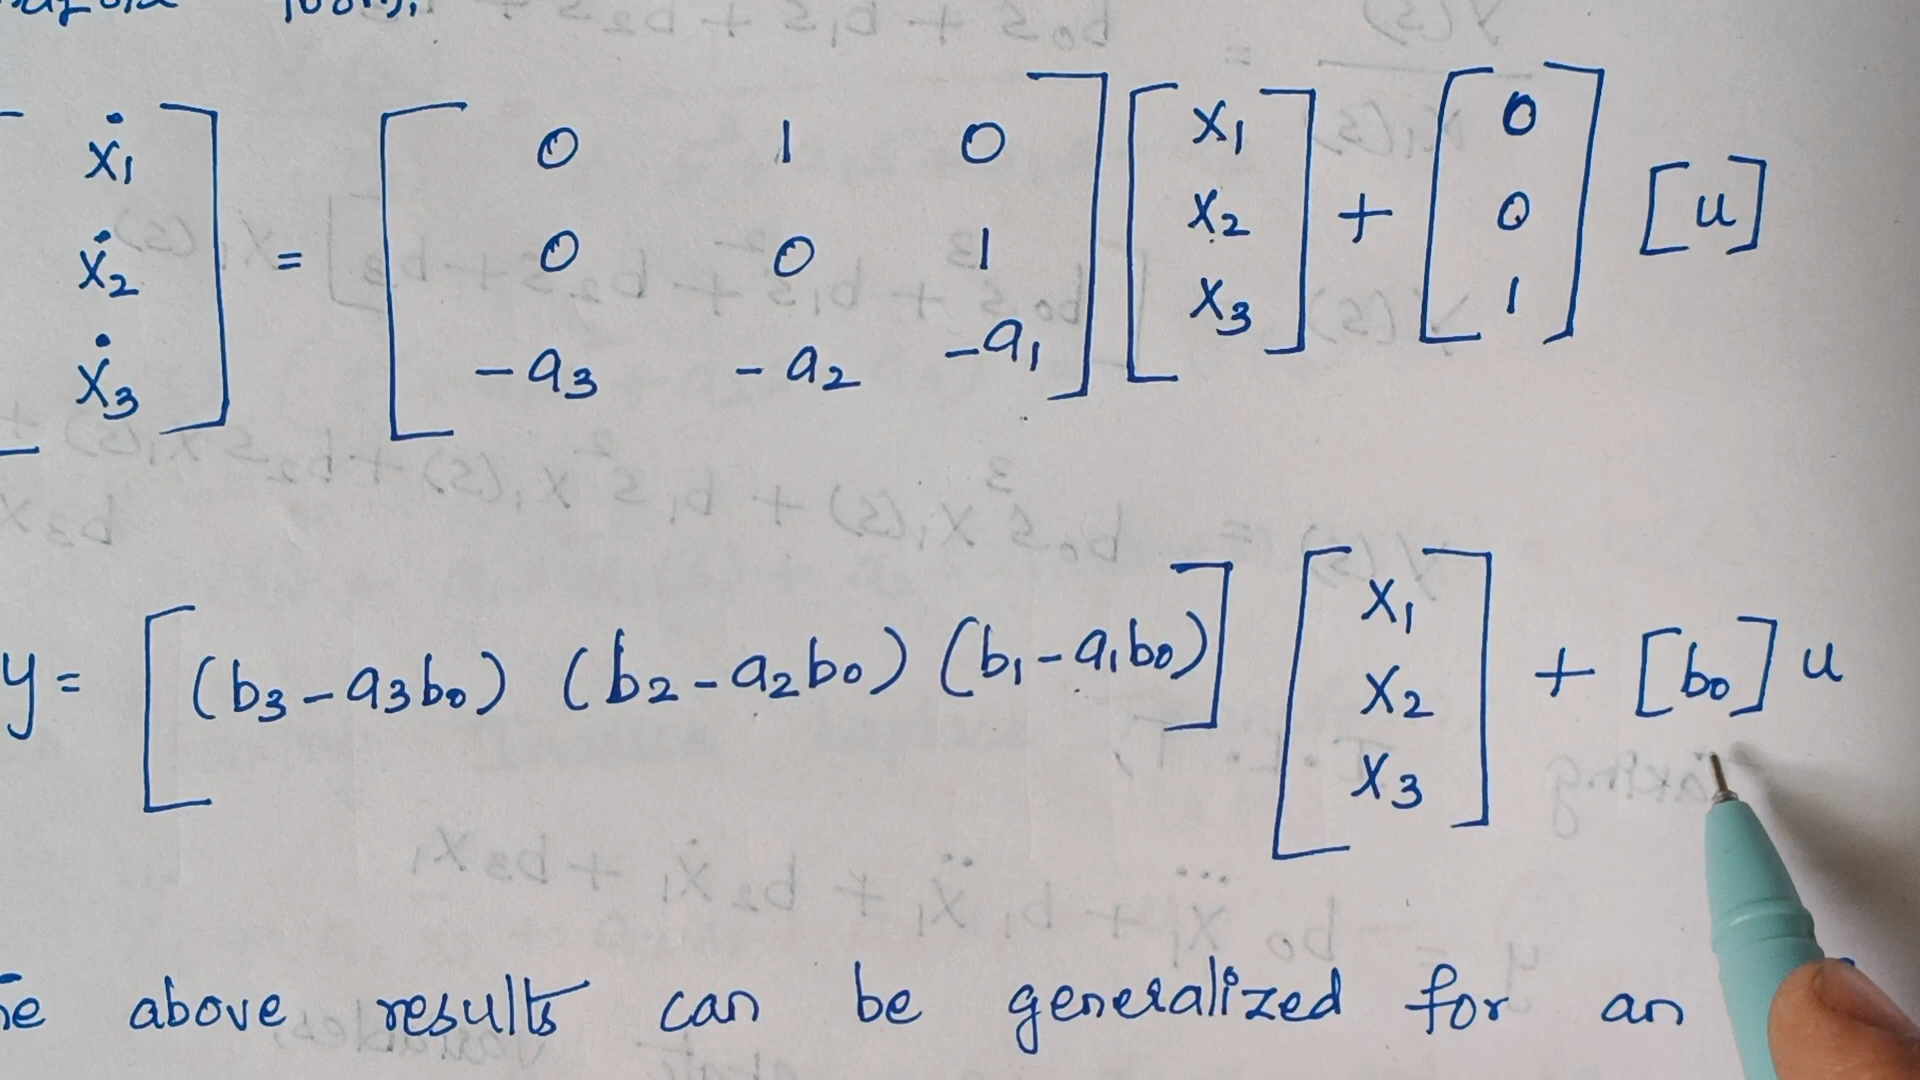 [ẋ1 ẋ2 ẋ3] = [0 1 0; 0 0 1; -a3 -a2 -a1] [x1 x2 x3] + [0 0 1] [u]
y = [(b3-a3b0) (b2-a2b0) (b1-a1b0)] [x1 x2 x3] + [b0] u
above results can be generalized for an